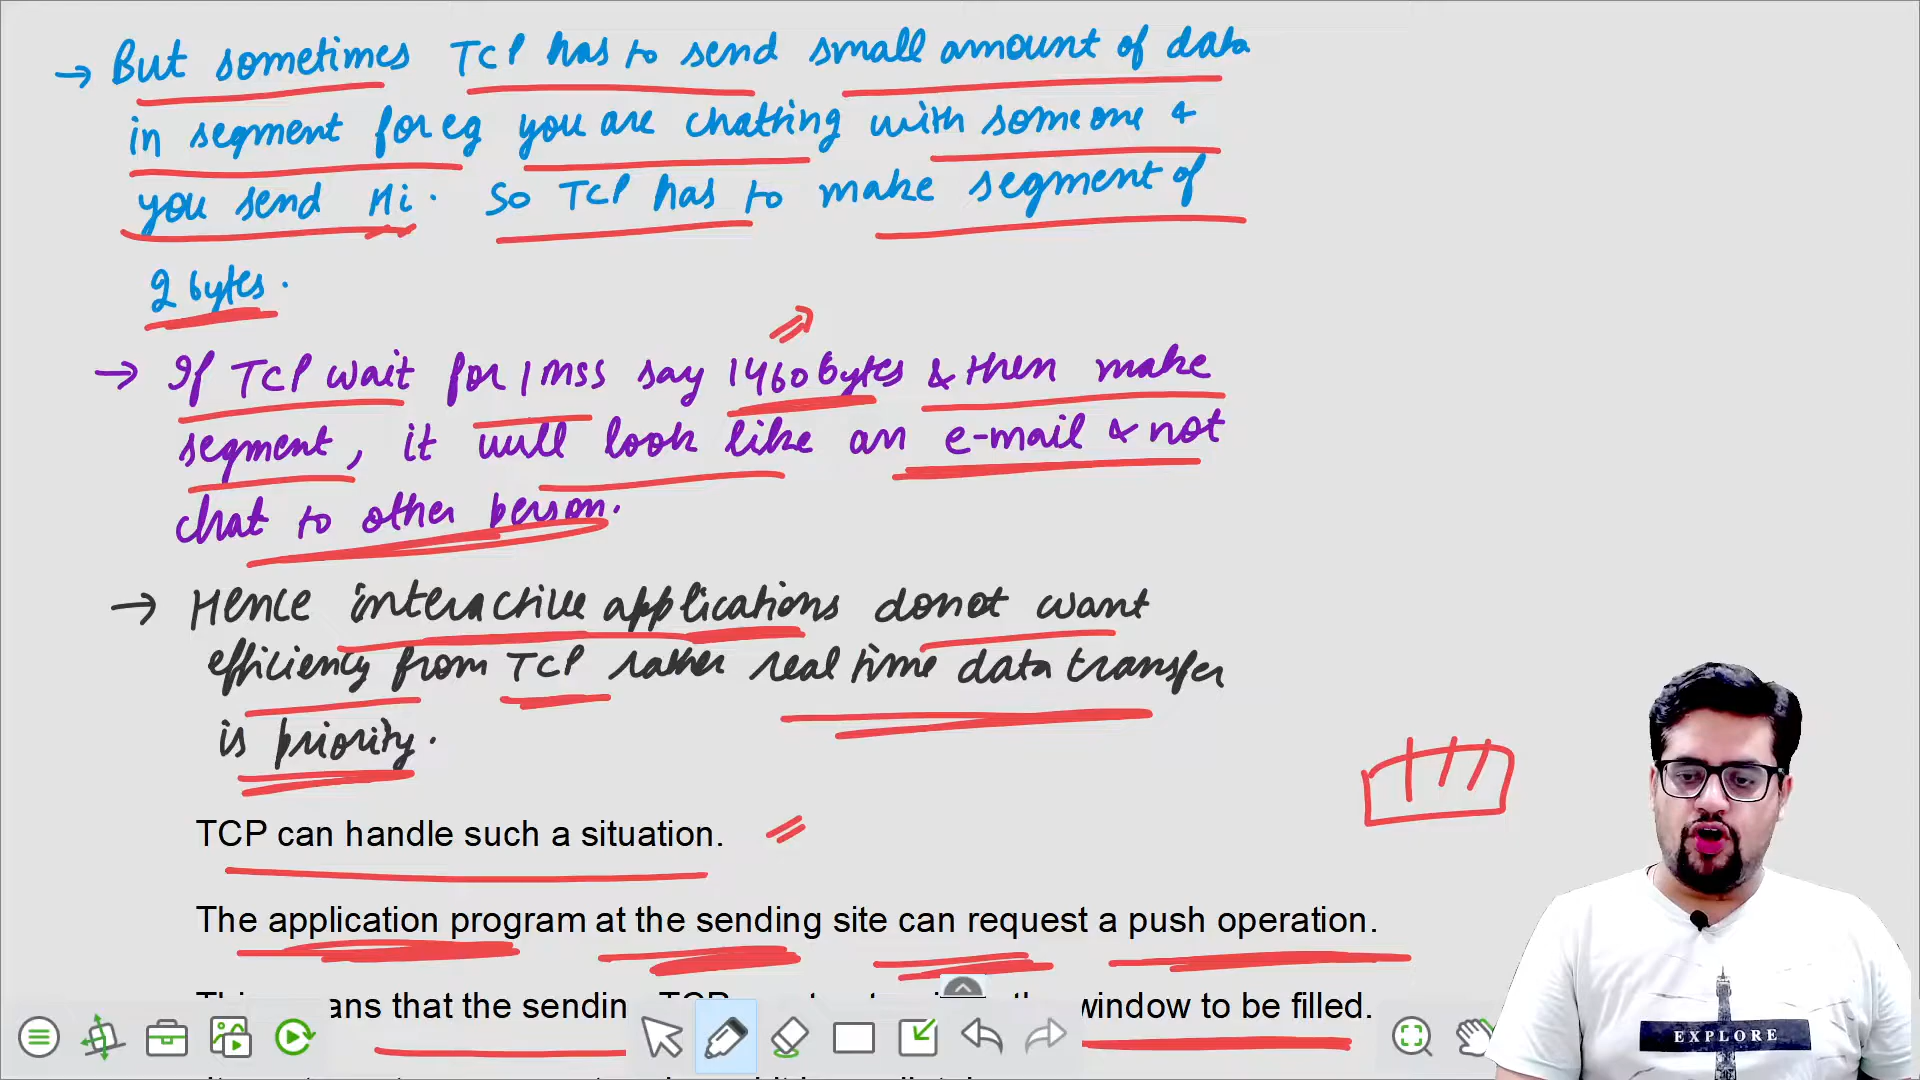 → But sometimes TCP has to send small amount of data
in segment for eg you are chatting with someone &
you send Hi. So TCP has to make segment of
2 bytes.
→ If TCP wait for 1 MSS say 1460 bytes & then make
segment, it will look like an e-mail & not
chat to other person.
→ Hence interactive applications donot want
efficiency from TCP rather real time data transfer
is priority.
TCP can handle such a situation.
The application program at the sending site can request a push operation.
that the window to be filled.
EXPLORE